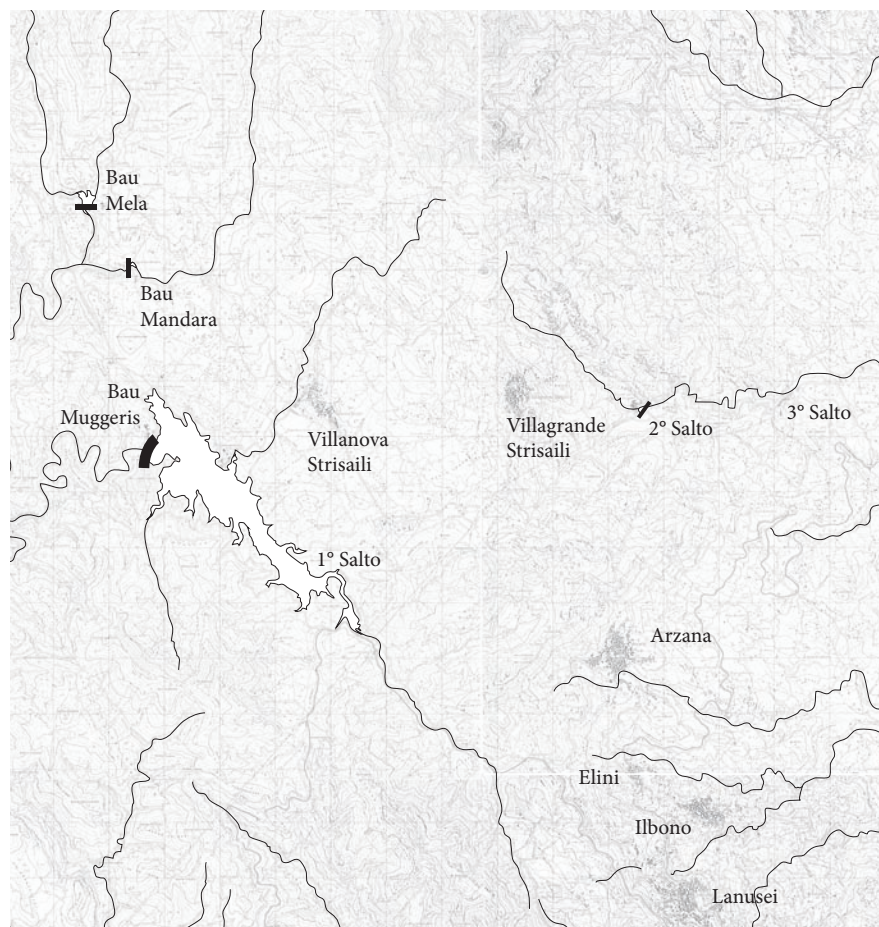 Bau
Mela
Bau
Mandara
Bau
Muggeris
Villanova
Strisaili
Villagrande
Strisaili
2° Salto
3° Salto
1° Salto
Arzana
Elini
Ilbono
Lanusei